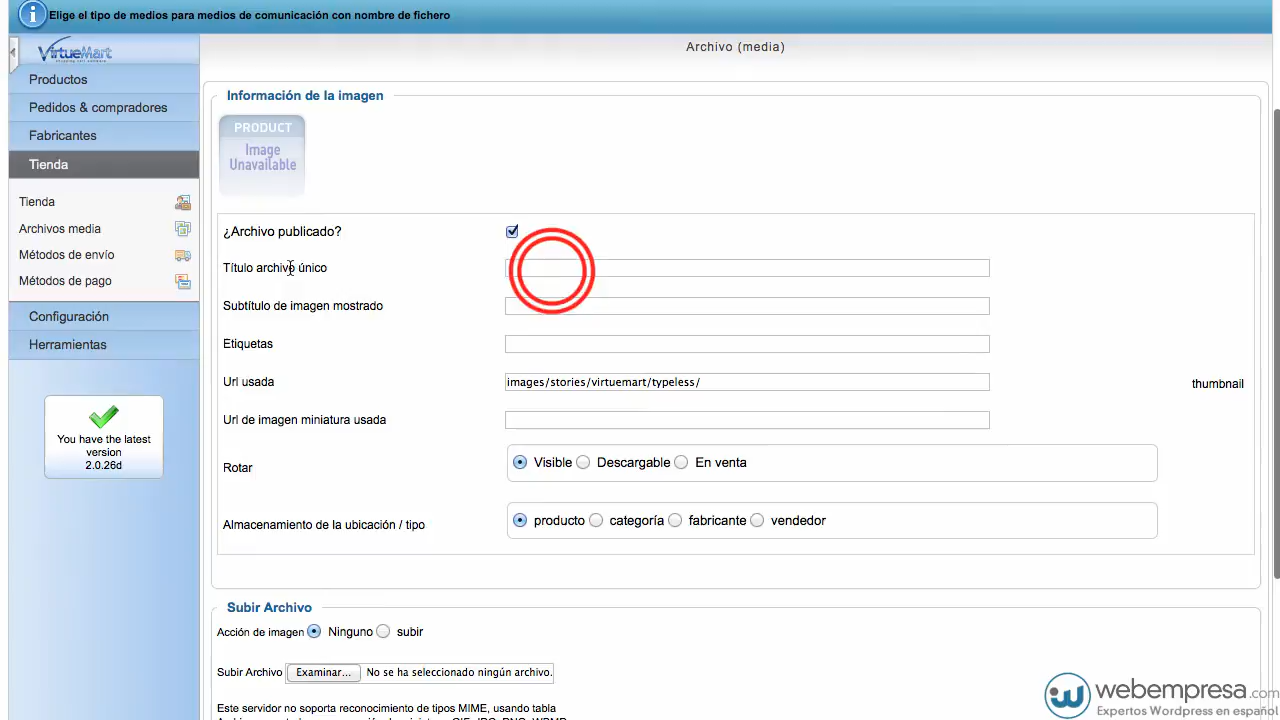 Elige el tipo de medios para medios de comunicación con nombre de fichero
VirtueMart
Archivo (media)
Productos
Pedidos & compradores
Fabricantes
Tienda
Tienda
Archivos media
Métodos de envío
Métodos de pago
Configuración
Herramientas
You have the latest
version
2.0.26d
Información de la imagen
PRODUCT
Image
Unavailable
¿Archivo publicado?
Título archivo único
Subtítulo de imagen mostrado
Etiquetas
Url usada images/stories/virtuemart/typeless/ thumbnail
Url de imagen miniatura usada
Rotar Visible Descargable En venta
Almacenamiento de la ubicación / tipo producto categoría fabricante vendedor
Subir Archivo
Acción de imagen Ninguno subir
Subir Archivo Examinar... No se ha seleccionado ningún archivo.
Este servidor no soporta reconocimiento de tipos MIME, usando tabla
webempresa.com
Expertos Wordpress en español